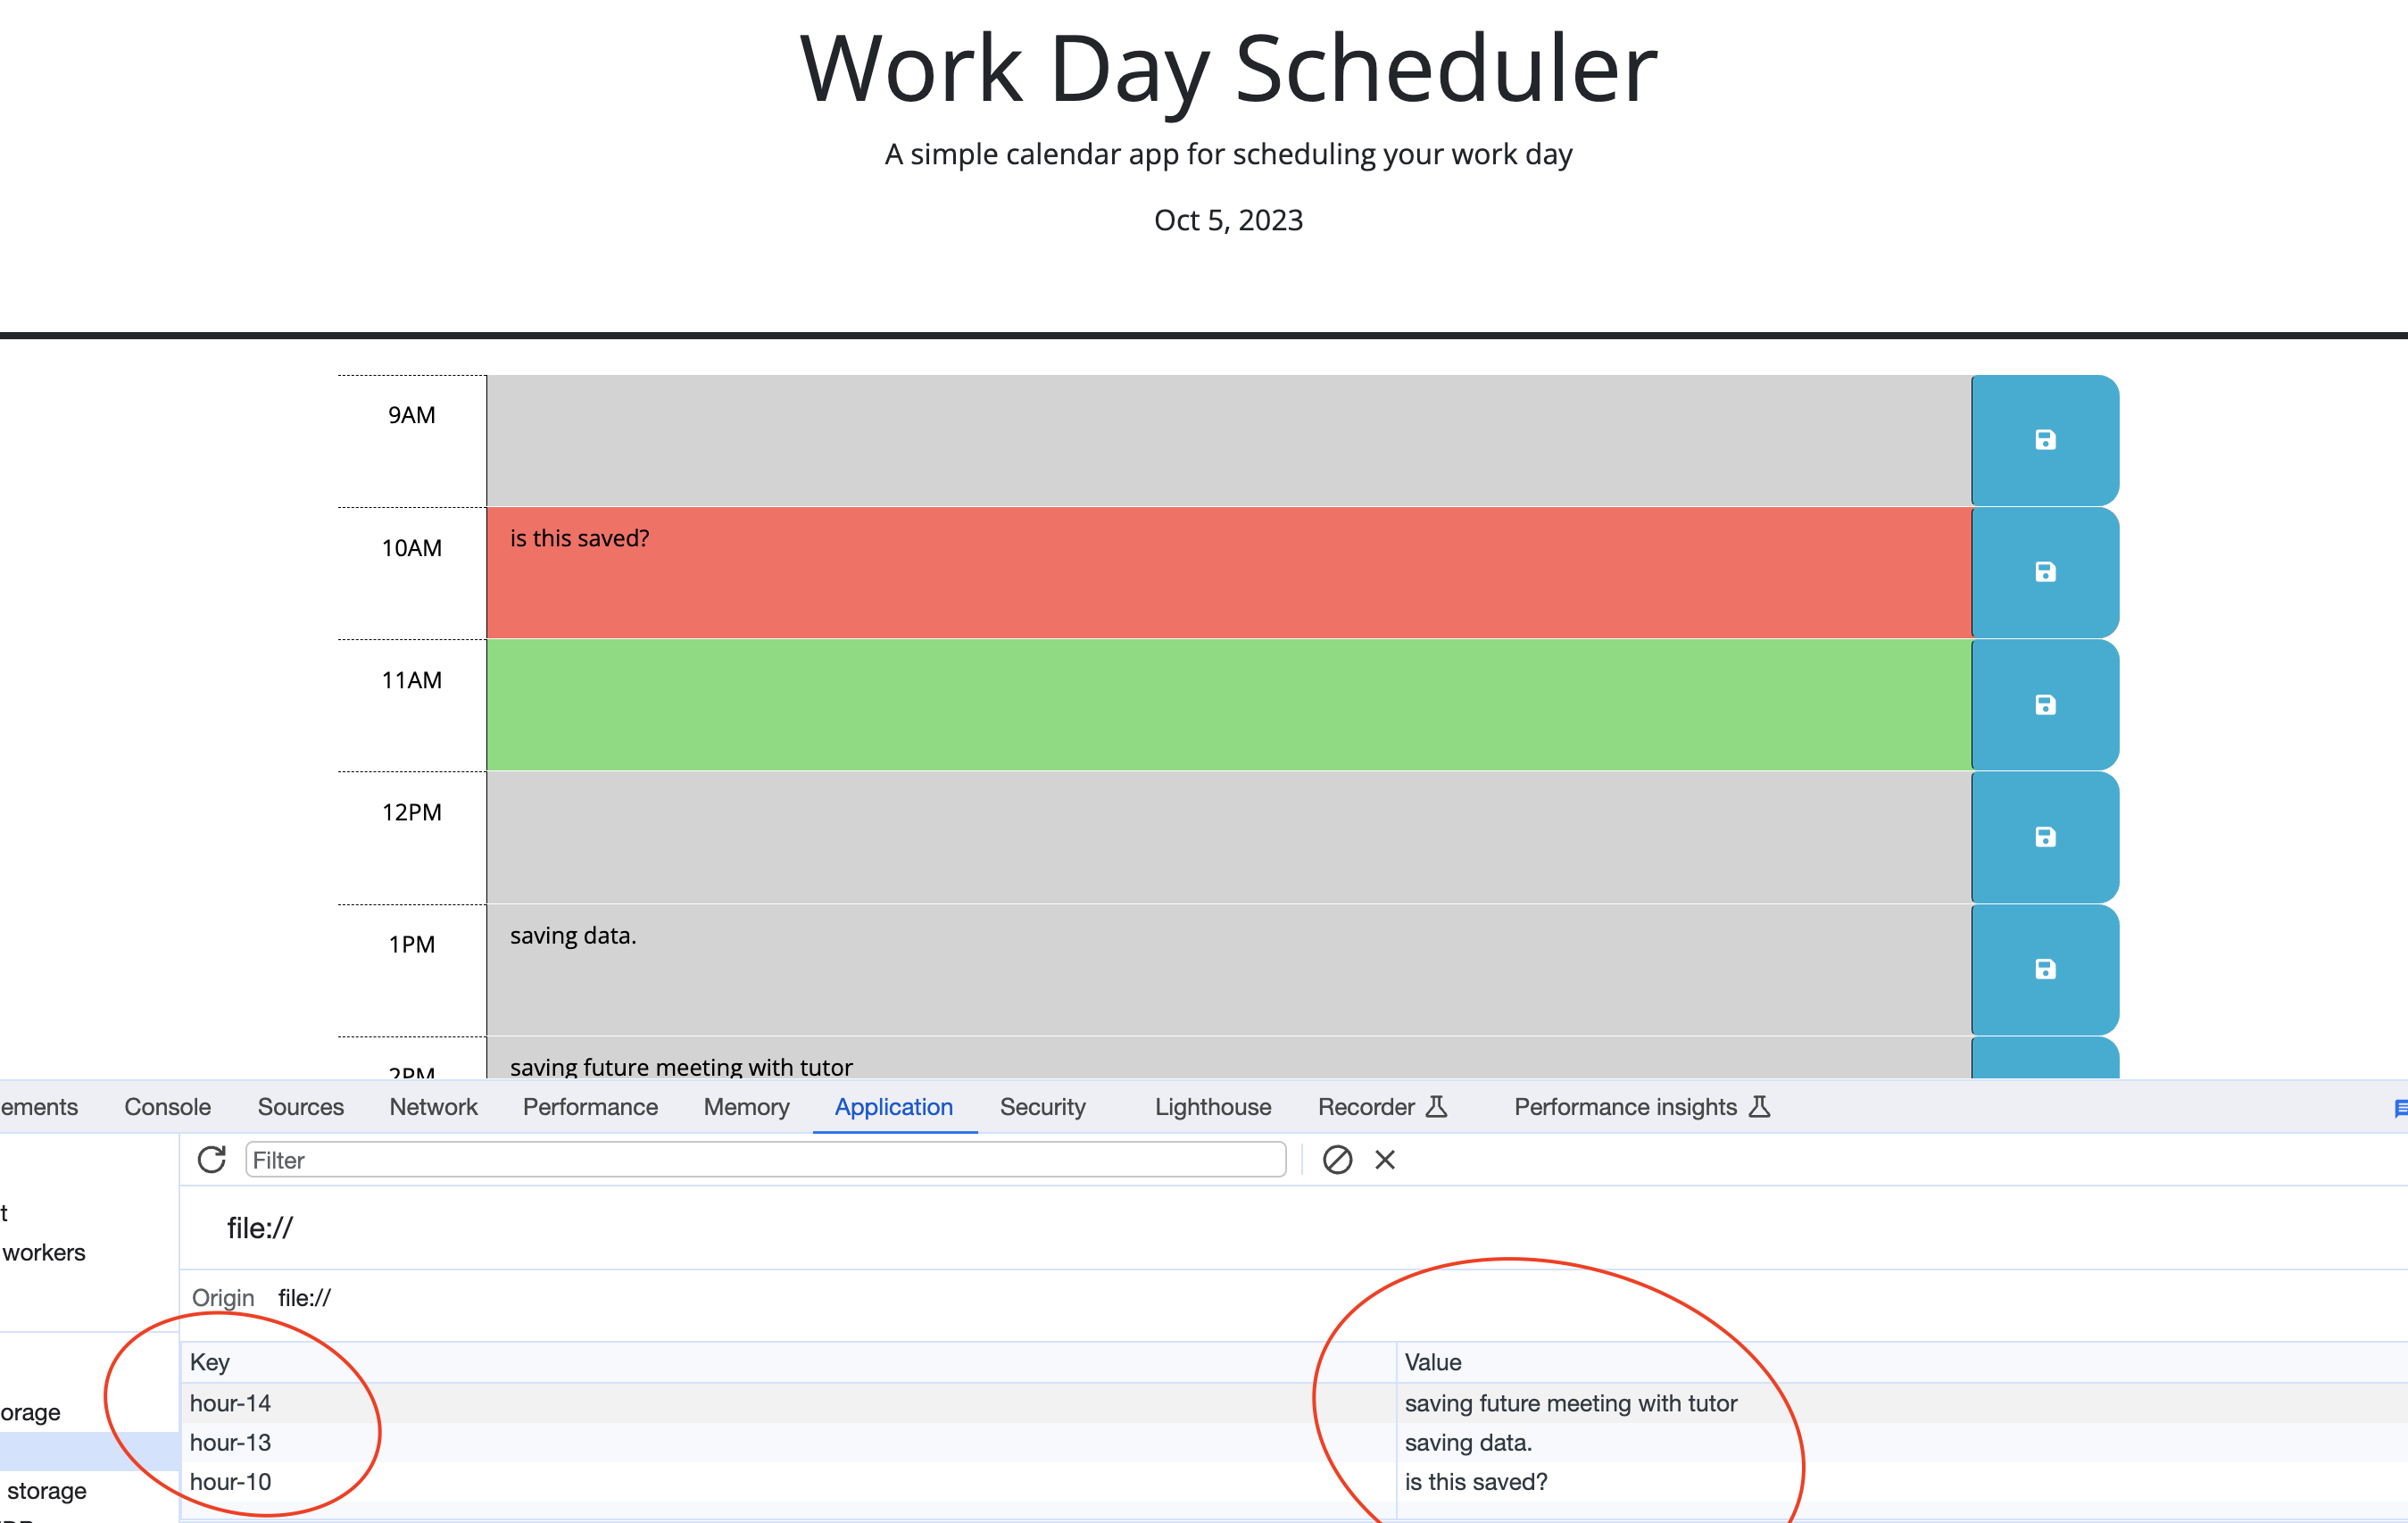 Work Day Scheduler
A simple calendar app for scheduling your work day
Oct 5, 2023
9AM
10AM is this saved?
11AM
12PM
1PM saving data.
2PM saving future meeting with tutor
ements Console Sources Network Performance Memory Application Security Lighthouse Recorder Performance insights
Filter
t
file://
workers
Origin file://
Key Value
hour-14 saving future meeting with tutor
orage
hour-13 saving data.
hour-10 is this saved?
storage